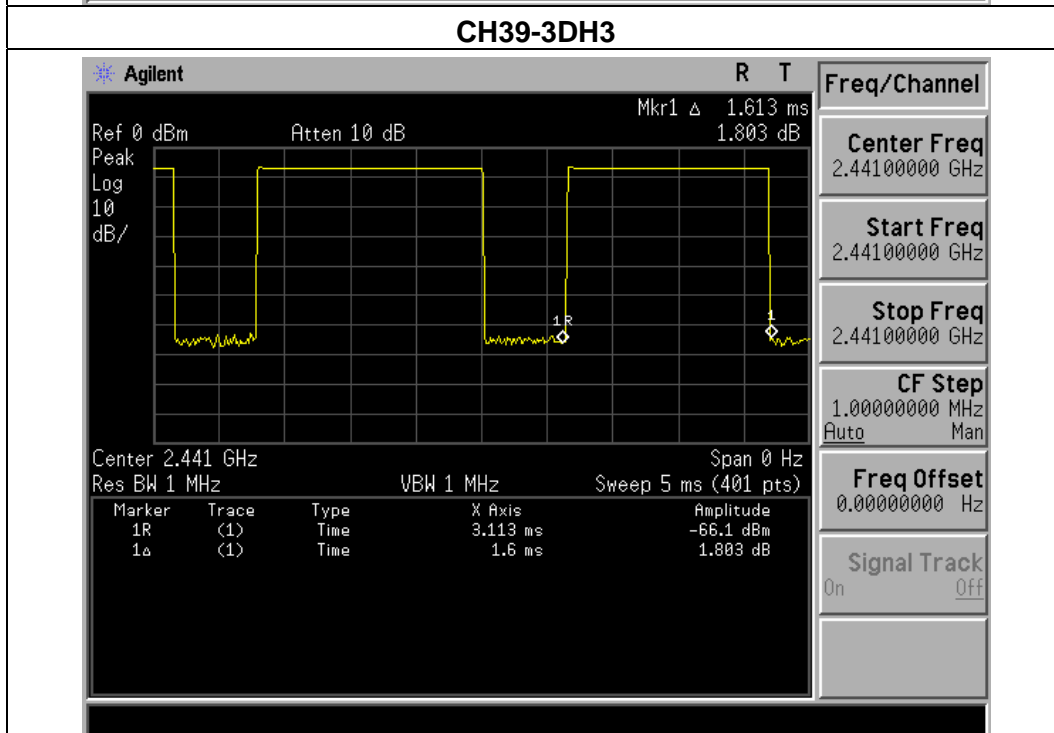 CH39-3DH3
Agilent R T
Mkr1 Δ 1.613 ms
Ref 0 dBm Atten 10 dB 1.803 dB
Peak
Log
10
dB/
1R
1
Center 2.441 GHz Span 0 Hz
Res BW 1 MHz VBW 1 MHz Sweep 5 ms (401 pts)
Marker Trace Type X Axis Amplitude
1R (1) Time 3.113 ms -66.1 dBm
1Δ (1) Time 1.6 ms 1.803 dB
Freq/Channel
Center Freq
2.44100000 GHz
Start Freq
2.44100000 GHz
Stop Freq
2.44100000 GHz
CF Step
1.00000000 MHz
Auto Man
Freq Offset
0.00000000 Hz
Signal Track
On Off